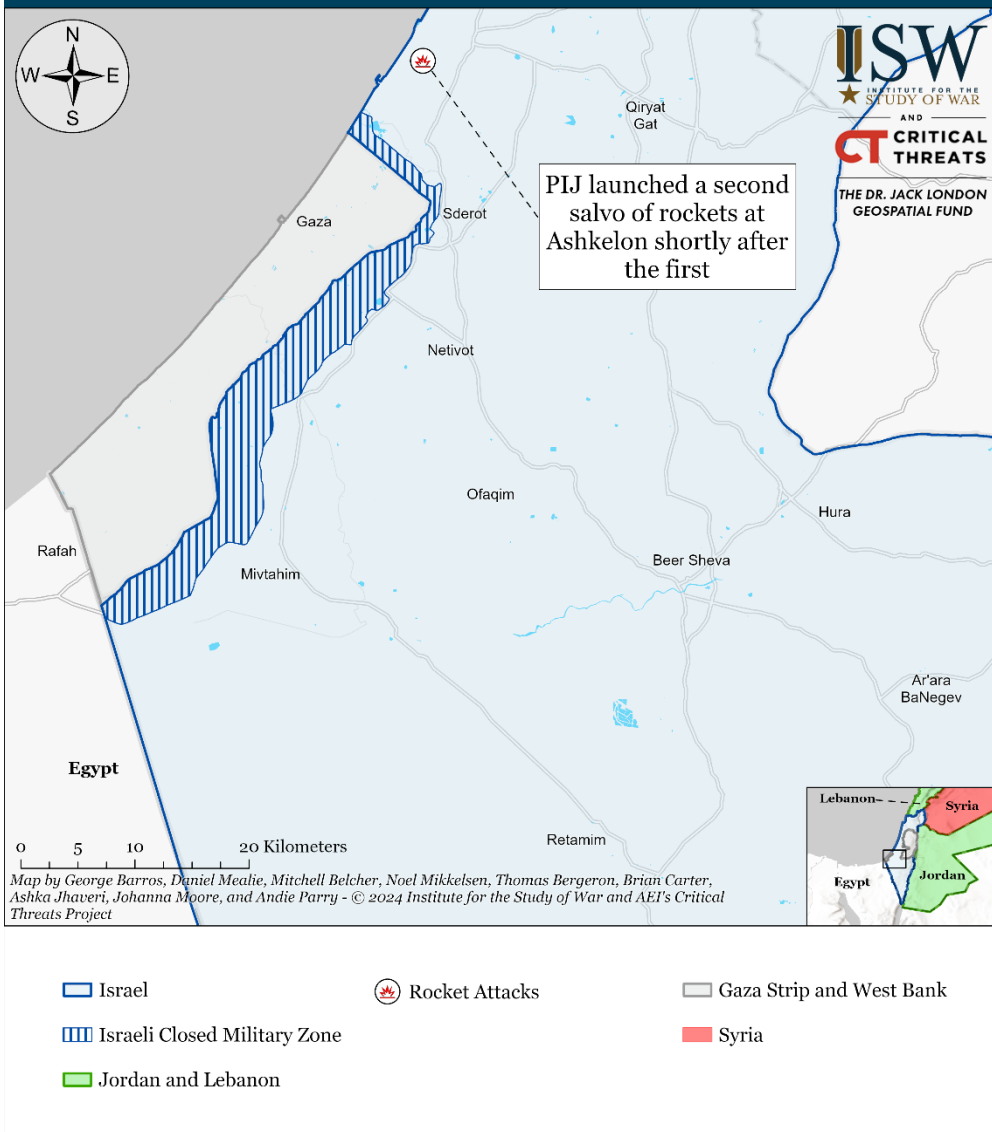 N
W
E
S
ISW
INSTITUTE FOR THE
STUDY OF WAR
AND
CT CRITICAL
THREATS
THE DR. JACK LONDON
GEOSPATIAL FUND
Qiryat
Gat
PIJ launched a second
salvo of rockets at
Ashkelon shortly after
the first
Gaza
Sderot
Netivot
Ofaqim
Hura
Rafah
Mivtahim
Beer Sheva
Ar'ara
BaNegev
Egypt
Retamim
Lebanon
Syria
Egypt
Jordan
0 5 10 20 Kilometers
Map by George Barros, Daniel Mealie, Mitchell Belcher, Noel Mikkelsen, Thomas Bergeron, Brian Carter,
Ashka Jhaveri, Johanna Moore, and Andie Parry - © 2024 Institute for the Study of War and AEI's Critical
Threats Project
Israel
Rocket Attacks
Gaza Strip and West Bank
Israeli Closed Military Zone
Syria
Jordan and Lebanon